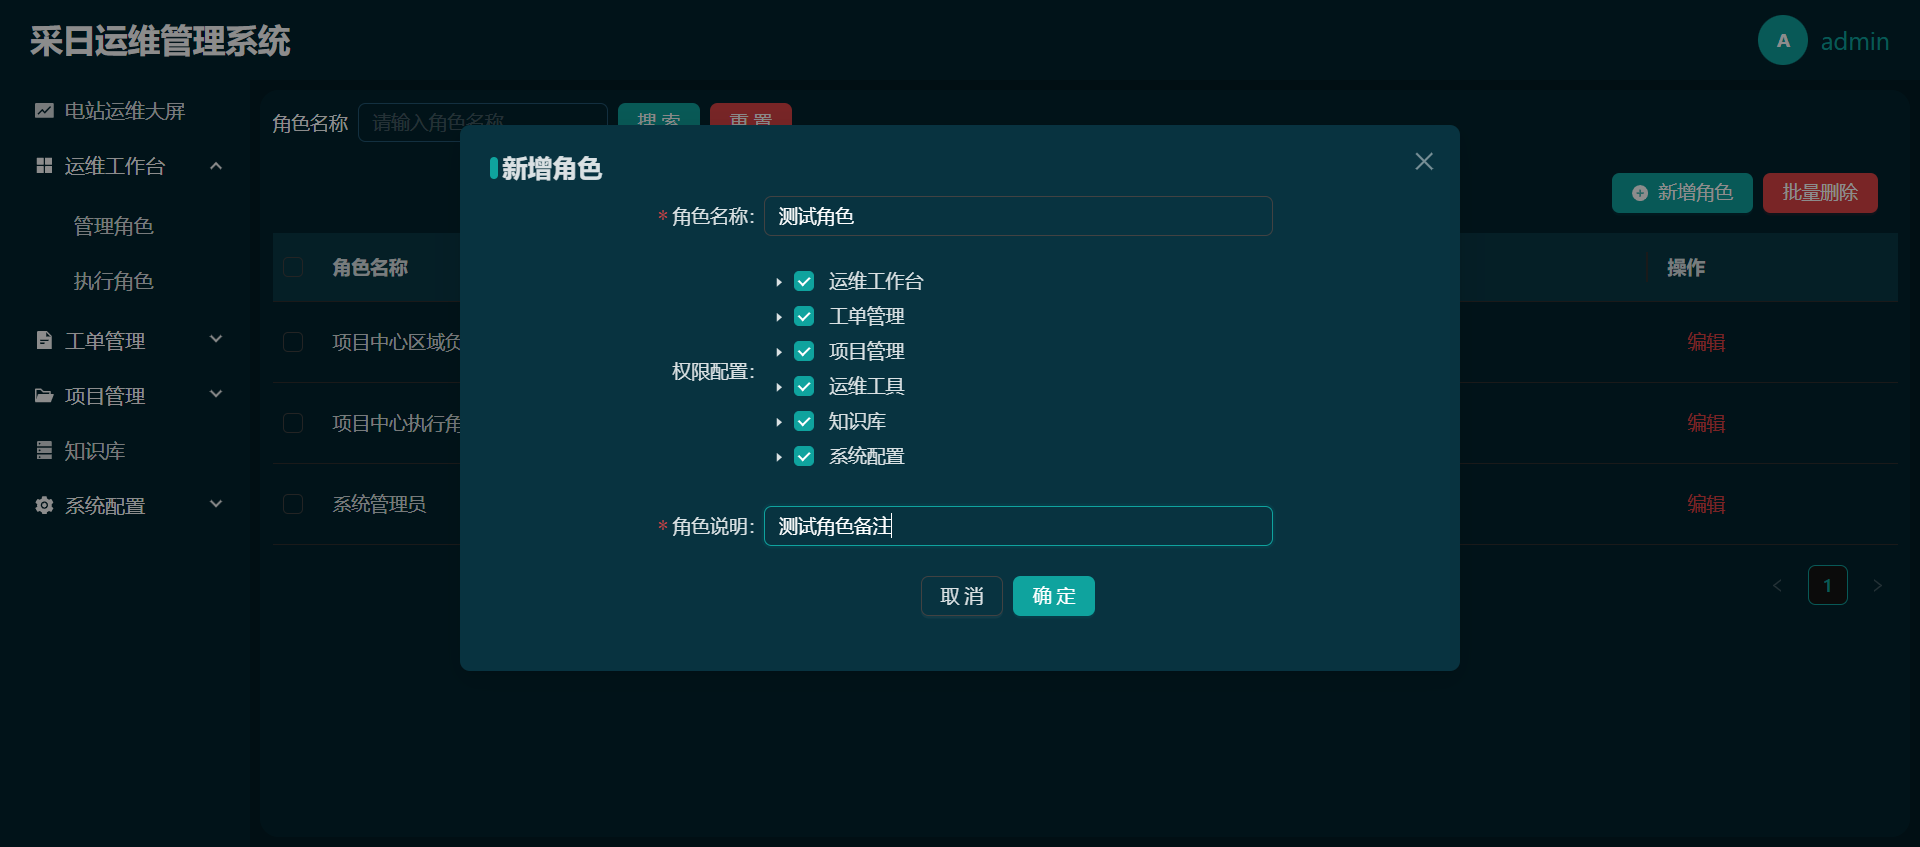 采日运维管理系统
A admin
电站运维大屏
运维工作台
管理角色
执行角色
工单管理
项目管理
知识库
系统配置
角色名称 请输入角色名称 搜索 重置
新增角色 批量删除
角色名称 操作
项目中心区域负 编辑
项目中心执行角 编辑
系统管理员 编辑
< 1 >
新增角色
*角色名称: 测试角色
权限配置:
运维工作台
工单管理
项目管理
运维工具
知识库
系统配置
*角色说明: 测试角色备注
取消 确定